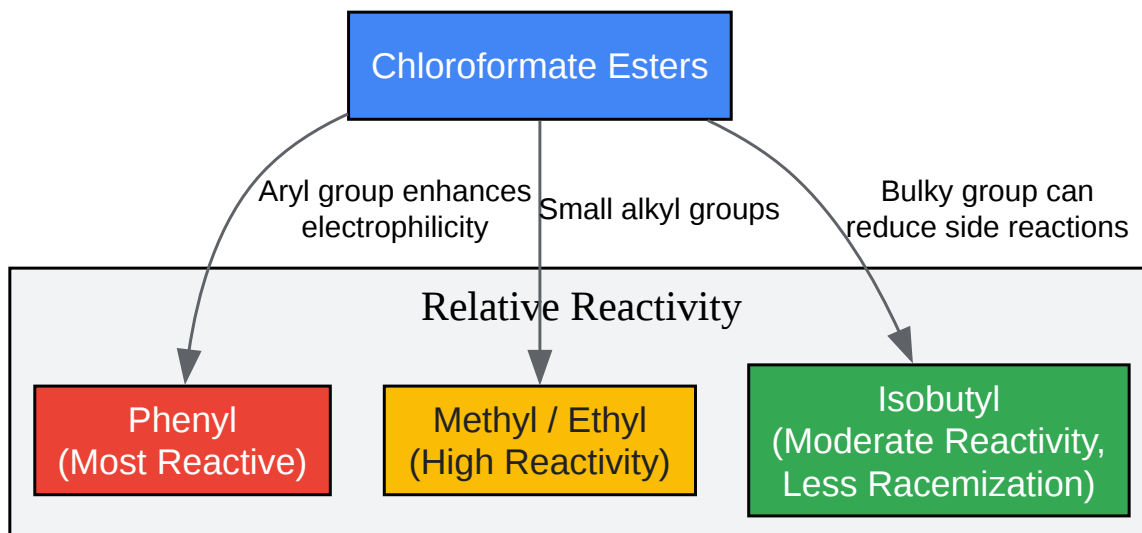 Chloroformate Esters
Aryl group enhances
electrophilicity
Small alkyl groups
Bulky group can
reduce side reactions
Relative Reactivity
Phenyl
(Most Reactive)
Methyl / Ethyl
(High Reactivity)
Isobutyl
(Moderate Reactivity,
Less Racemization)